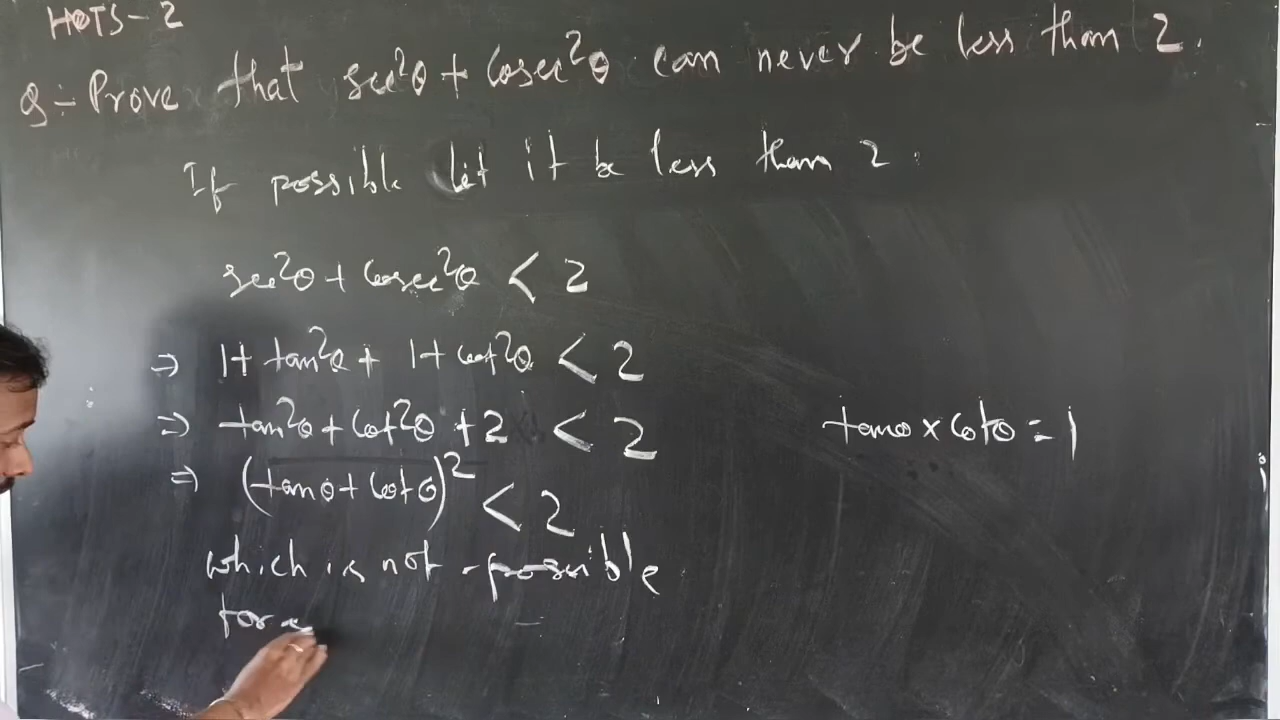 HOTS-2
Q÷ Prove that sec²θ + Cosec²θ can never be less than 2.
If possible let it be less than 2.
sec²θ + Cosec²θ < 2
⇒ 1+ tan²θ + 1+ cot²θ < 2
⇒ tan²θ + Cot²θ + 2 < 2
tanθ × Cotθ = 1
⇒ (tanθ + Cotθ)² < 2
which is not possible
for